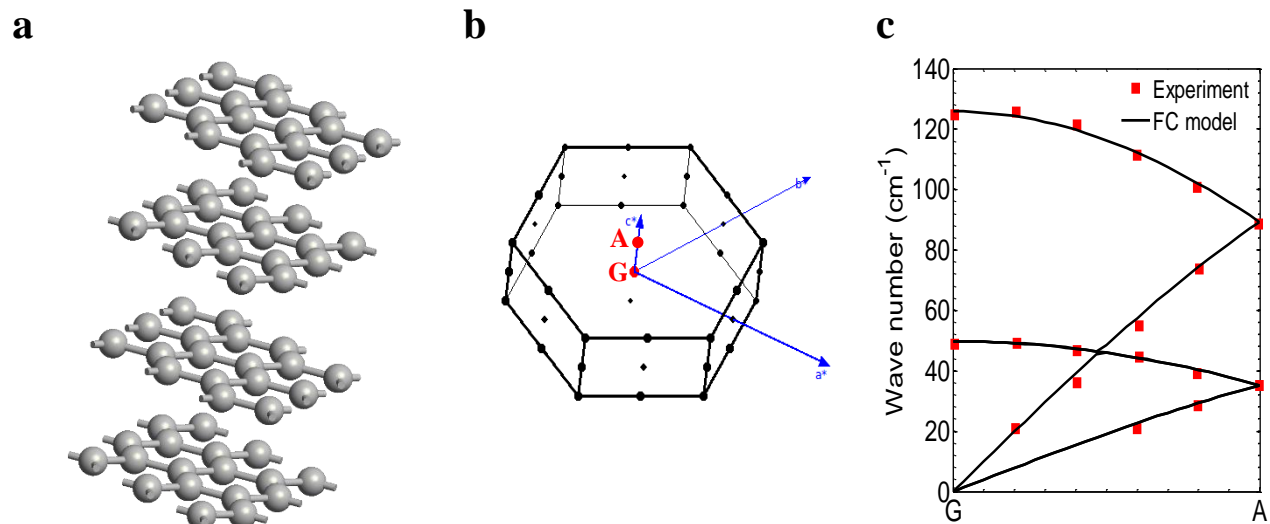 a
b
c
b*
c*
A
G
a*
140
120
100
80
60
40
20
0
Wave number (cm⁻¹)
Experiment
FC model
G
A